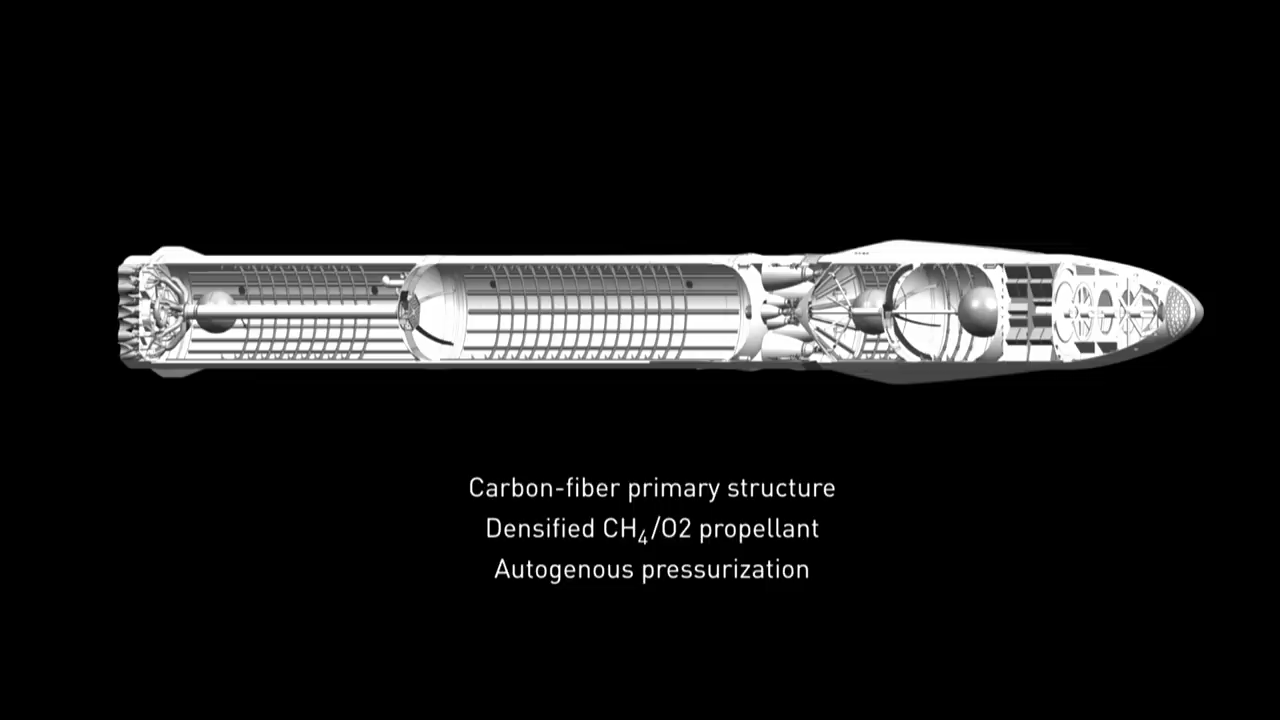 Carbon-fiber primary structure
Densified CH₄/O2 propellant
Autogenous pressurization